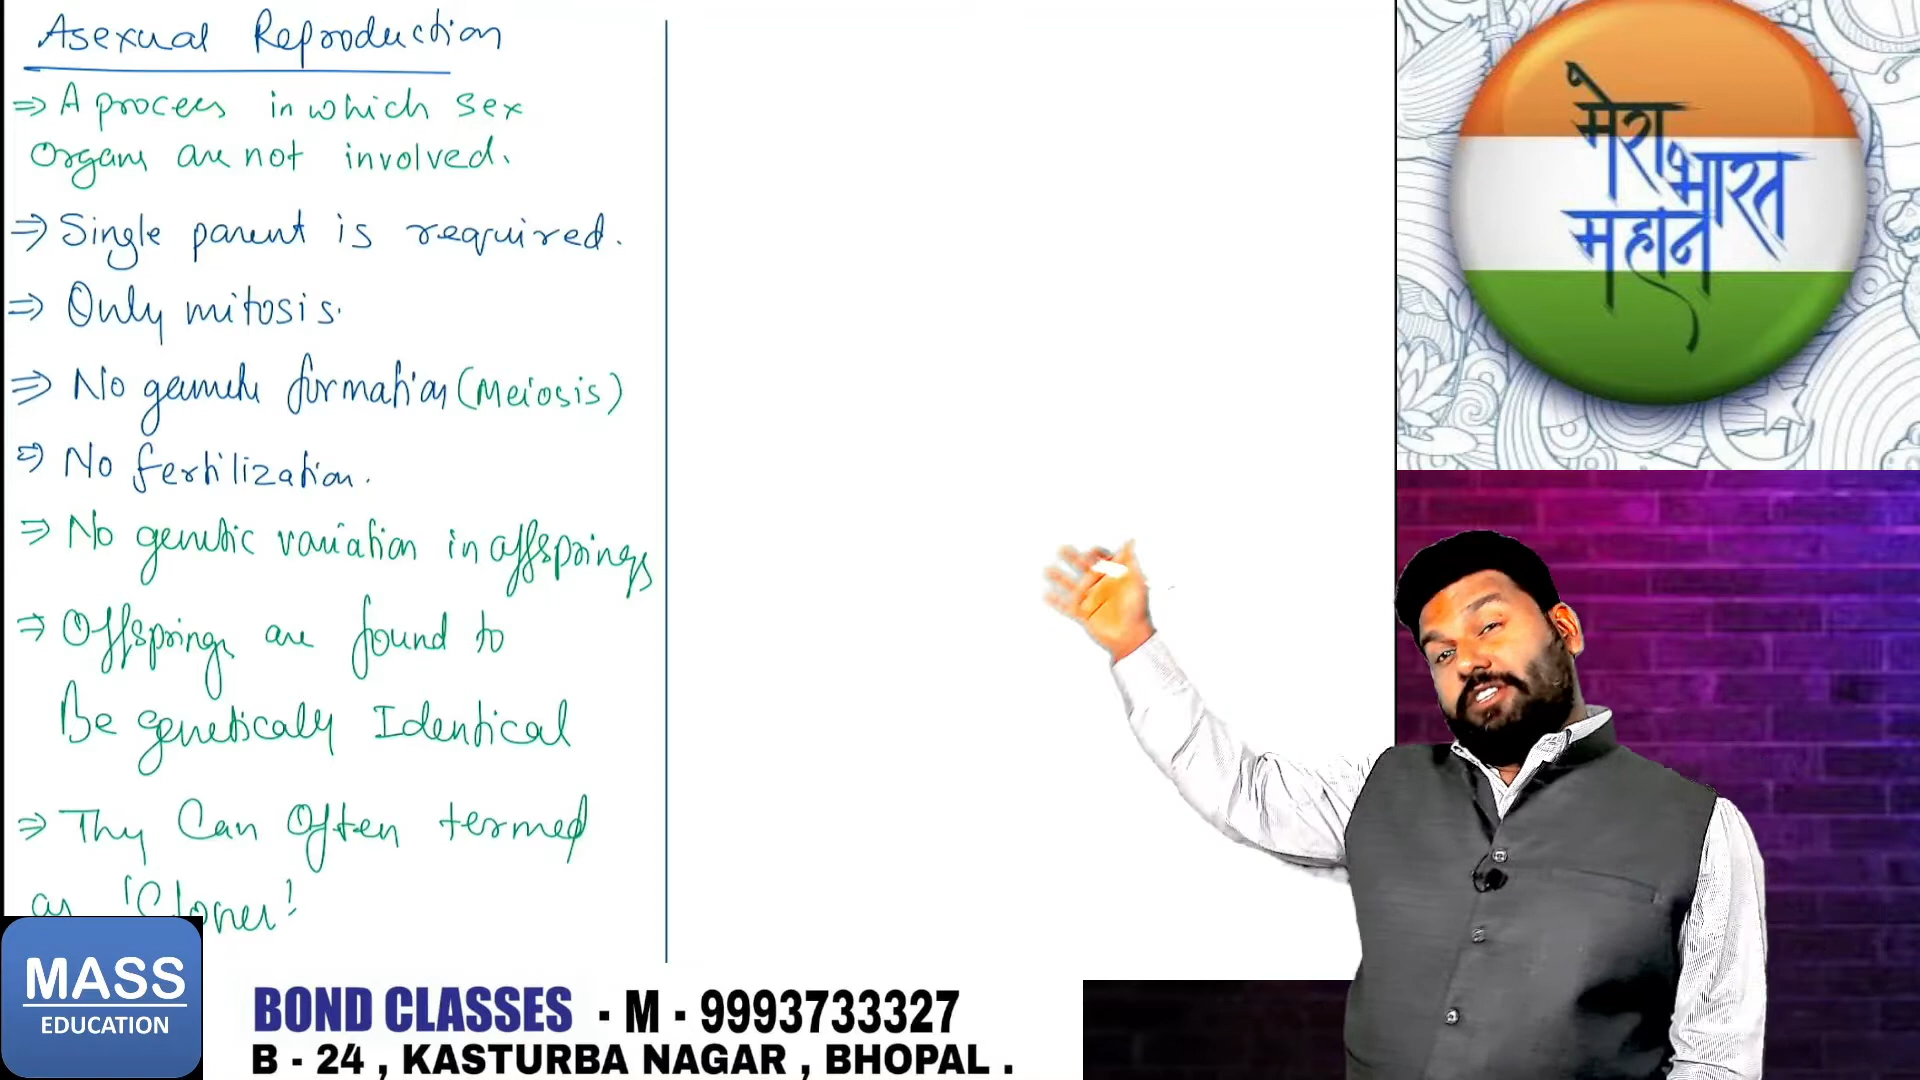 Asexual Reproduction
⇒ A process in which sex
Organs are not involved.
⇒ Single parent is required.
⇒ Only mitosis.
⇒ No gamete formation (Meiosis)
⇒ No fertilization.
⇒ No genetic variation in offsprings
⇒ Offsprings are found to
Be genetically Identical
⇒ They Can Often termed
as 'Clones'
मेरा
भारत
महान
MASS
EDUCATION
BOND CLASSES - M - 9993733327
B - 24 , KASTURBA NAGAR , BHOPAL .